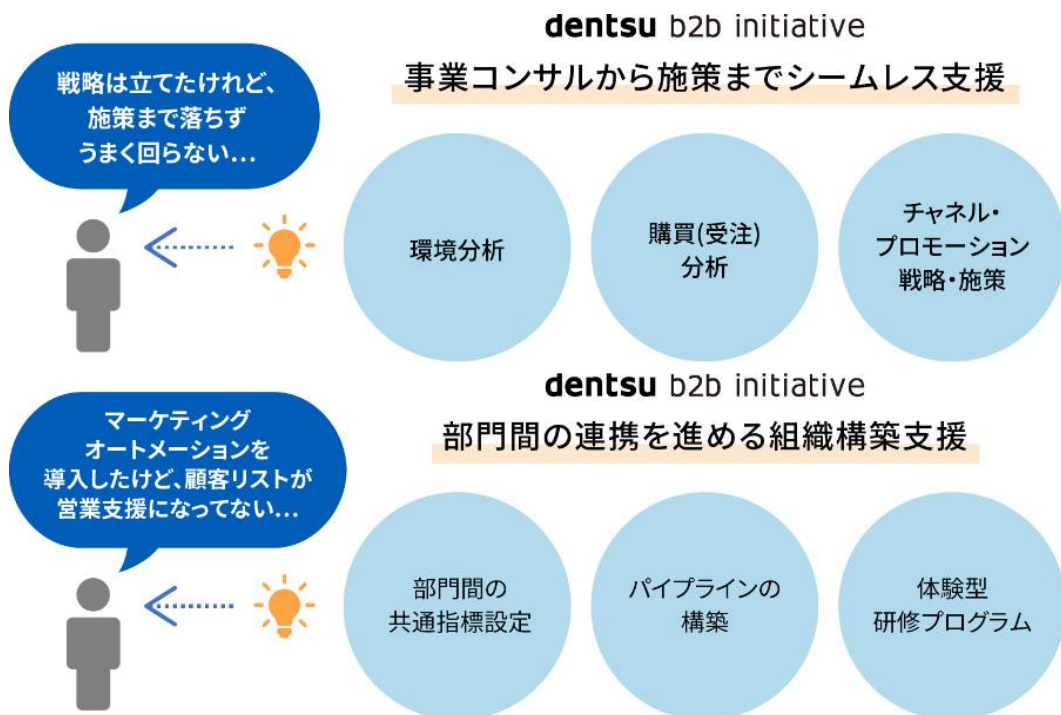 dentsu b2b initiative
事業コンサルから施策までシームレス支援
戦略は立てたけれど、
施策まで落ちず
うまく回らない…
環境分析
購買(受注)
分析
チャネル・
プロモーション
戦略・施策
dentsu b2b initiative
部門間の連携を進める組織構築支援
マーケティング
オートメーションを
導入したけど、顧客リストが
営業支援になってない…
部門間の
共通指標設定
パイプラインの
構築
体験型
研修プログラム